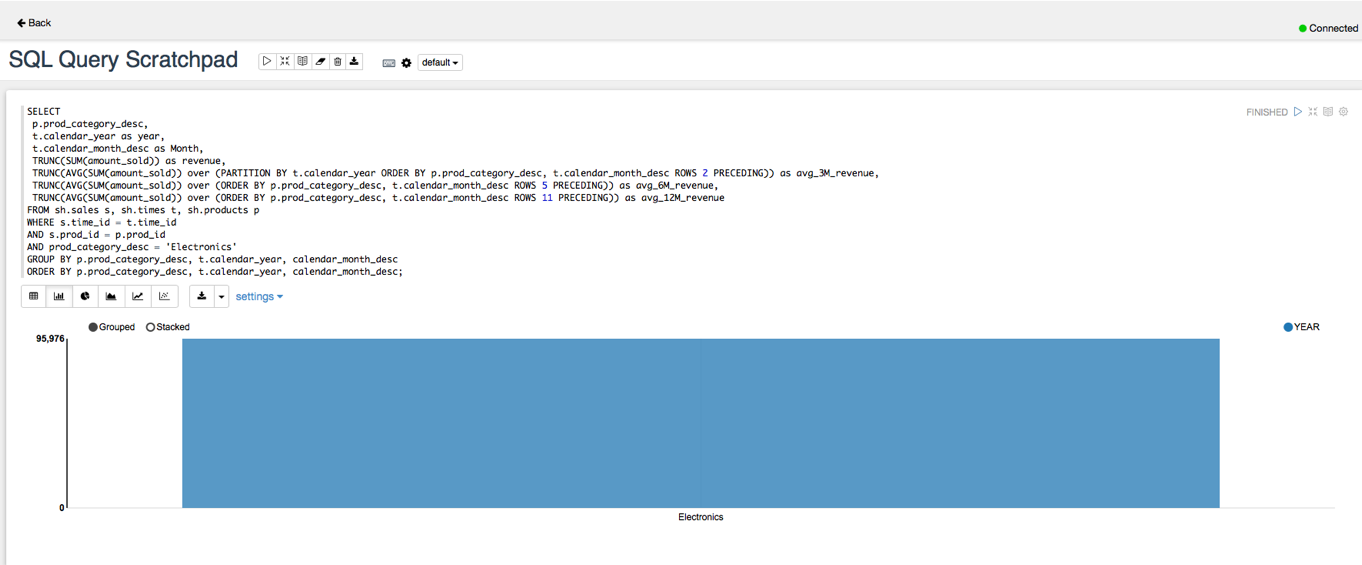 Back
Connected
SQL Query Scratchpad
default
SELECT
p.prod_category_desc,
t.calendar_year as year,
t.calendar_month_desc as Month,
TRUNC(SUM(amount_sold)) as revenue,
TRUNC(AVG(SUM(amount_sold)) over (PARTITION BY t.calendar_year ORDER BY p.prod_category_desc, t.calendar_month_desc ROWS 2 PRECEDING)) as avg_3M_revenue,
TRUNC(AVG(SUM(amount_sold)) over (ORDER BY p.prod_category_desc, t.calendar_month_desc ROWS 5 PRECEDING)) as avg_6M_revenue,
TRUNC(AVG(SUM(amount_sold)) over (ORDER BY p.prod_category_desc, t.calendar_month_desc ROWS 11 PRECEDING)) as avg_12M_revenue
FROM sh.sales s, sh.times t, sh.products p
WHERE s.time_id = t.time_id
AND s.prod_id = p.prod_id
AND prod_category_desc = 'Electronics'
GROUP BY p.prod_category_desc, t.calendar_year, calendar_month_desc
ORDER BY p.prod_category_desc, t.calendar_year, calendar_month_desc;
FINISHED
settings
Grouped Stacked
YEAR
95,976
0
Electronics